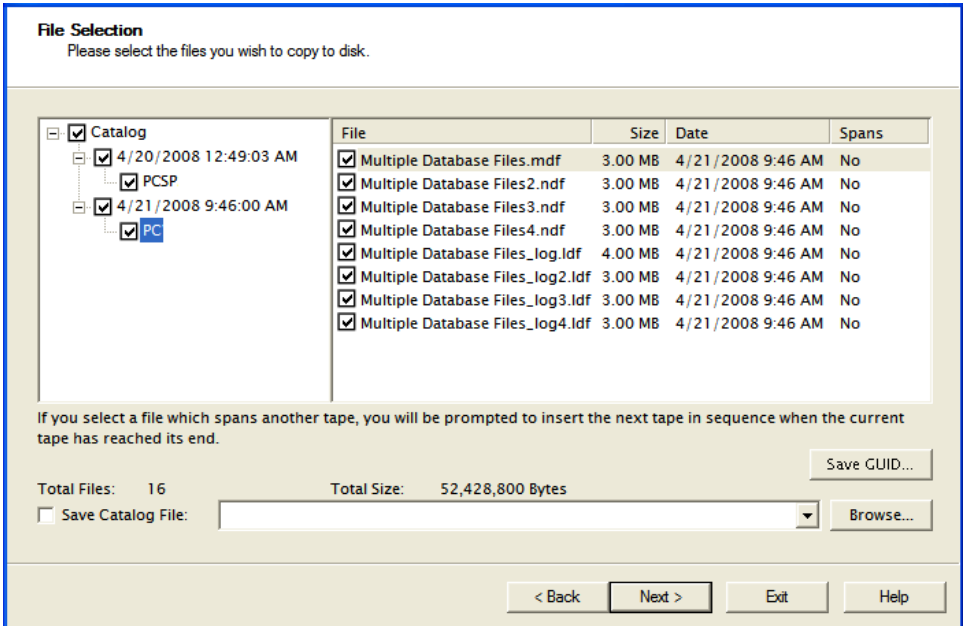 File Selection
Please select the files you wish to copy to disk.
Catalog
4/20/2008 12:49:03 AM
PCSP
4/21/2008 9:46:00 AM
PC
File Size Date Spans
Multiple Database Files.mdf 3.00 MB 4/21/2008 9:46 AM No
Multiple Database Files2.ndf 3.00 MB 4/21/2008 9:46 AM No
Multiple Database Files3.ndf 3.00 MB 4/21/2008 9:46 AM No
Multiple Database Files4.ndf 3.00 MB 4/21/2008 9:46 AM No
Multiple Database Files_log.ldf 4.00 MB 4/21/2008 9:46 AM No
Multiple Database Files_log2.ldf 3.00 MB 4/21/2008 9:46 AM No
Multiple Database Files_log3.ldf 3.00 MB 4/21/2008 9:46 AM No
Multiple Database Files_log4.ldf 3.00 MB 4/21/2008 9:46 AM No
If you select a file which spans another tape, you will be prompted to insert the next tape in sequence when the current
tape has reached its end.
Save GUID...
Total Files: 16 Total Size: 52,428,800 Bytes
Save Catalog File: Browse...
< Back Next > Exit Help